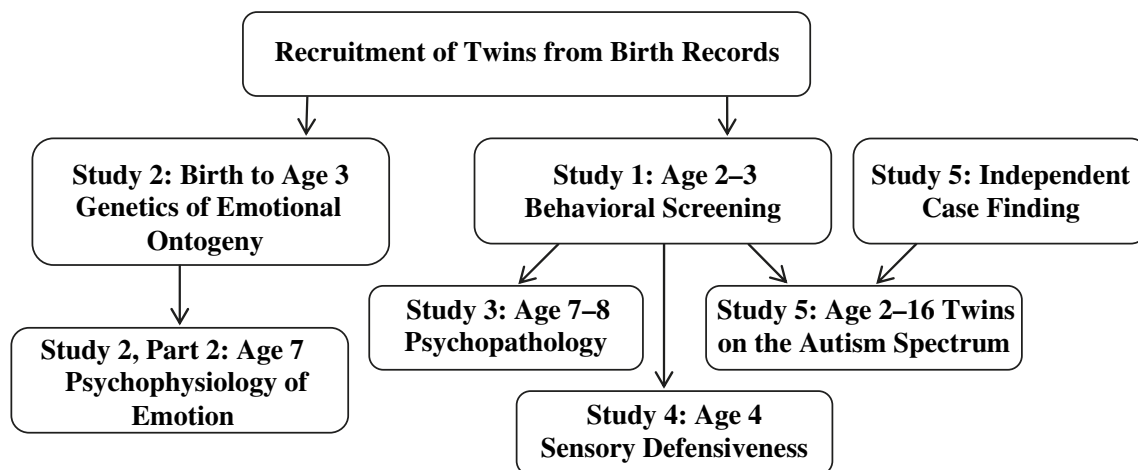 Recruitment of Twins from Birth Records
Study 2: Birth to Age 3
Genetics of Emotional
Ontogeny
Study 1: Age 2–3
Behavioral Screening
Study 5: Independent
Case Finding
Study 2, Part 2: Age 7
Psychophysiology of
Emotion
Study 3: Age 7–8
Psychopathology
Study 5: Age 2–16 Twins
on the Autism Spectrum
Study 4: Age 4
Sensory Defensiveness